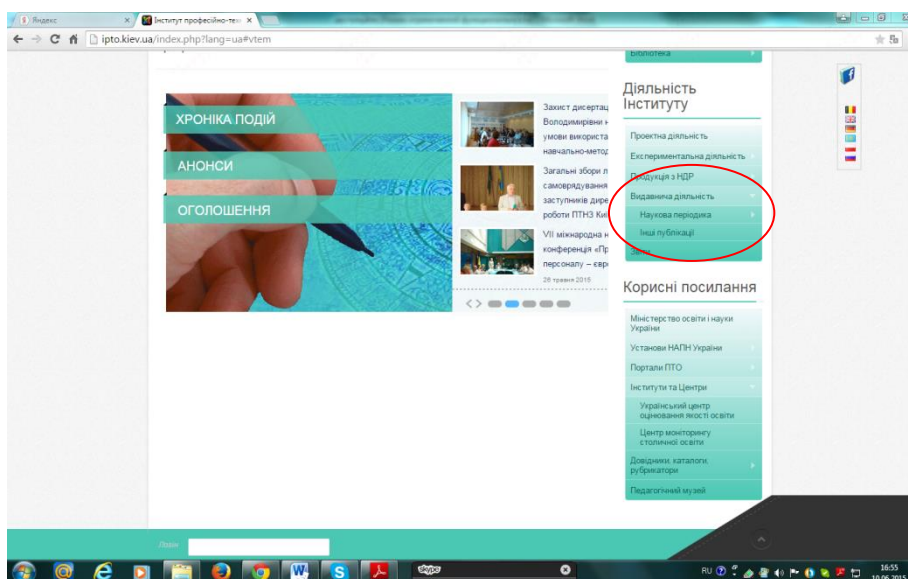 Яндекс
Інститут професійно-тех
ipto.kiev.ua/index.php?lang=ua#vtem
Бібліотека
ХРОНІКА ПОДІЙ
АНОНСИ
ОГОЛОШЕННЯ
Захист дисертац
Володимирівни н
умови використа
навчально-метод
Загальні збори п
самоврядування
заступників дире
роботи ПТНЗ Киї
VII міжнародна н
конференція «Пр
персоналу – євр
28 травня 2015
Діяльність
Інституту
Проектна діяльність
Експериментальна діяльність
Продукція з НДР
Видавнича діяльність
Наукова періодика
Інші публікації
Звіти
Корисні посилання
Міністерство освіти і науки
України
Установи НАПН України
Портали ПТО
Інститути та Центри
Український центр
оцінювання якості освіти
Центр моніторингу
столичної освіти
Довідники, каталоги,
рубрикатори
Педагогічний музей
Логін
skype
RU
16:55
10.06.2015